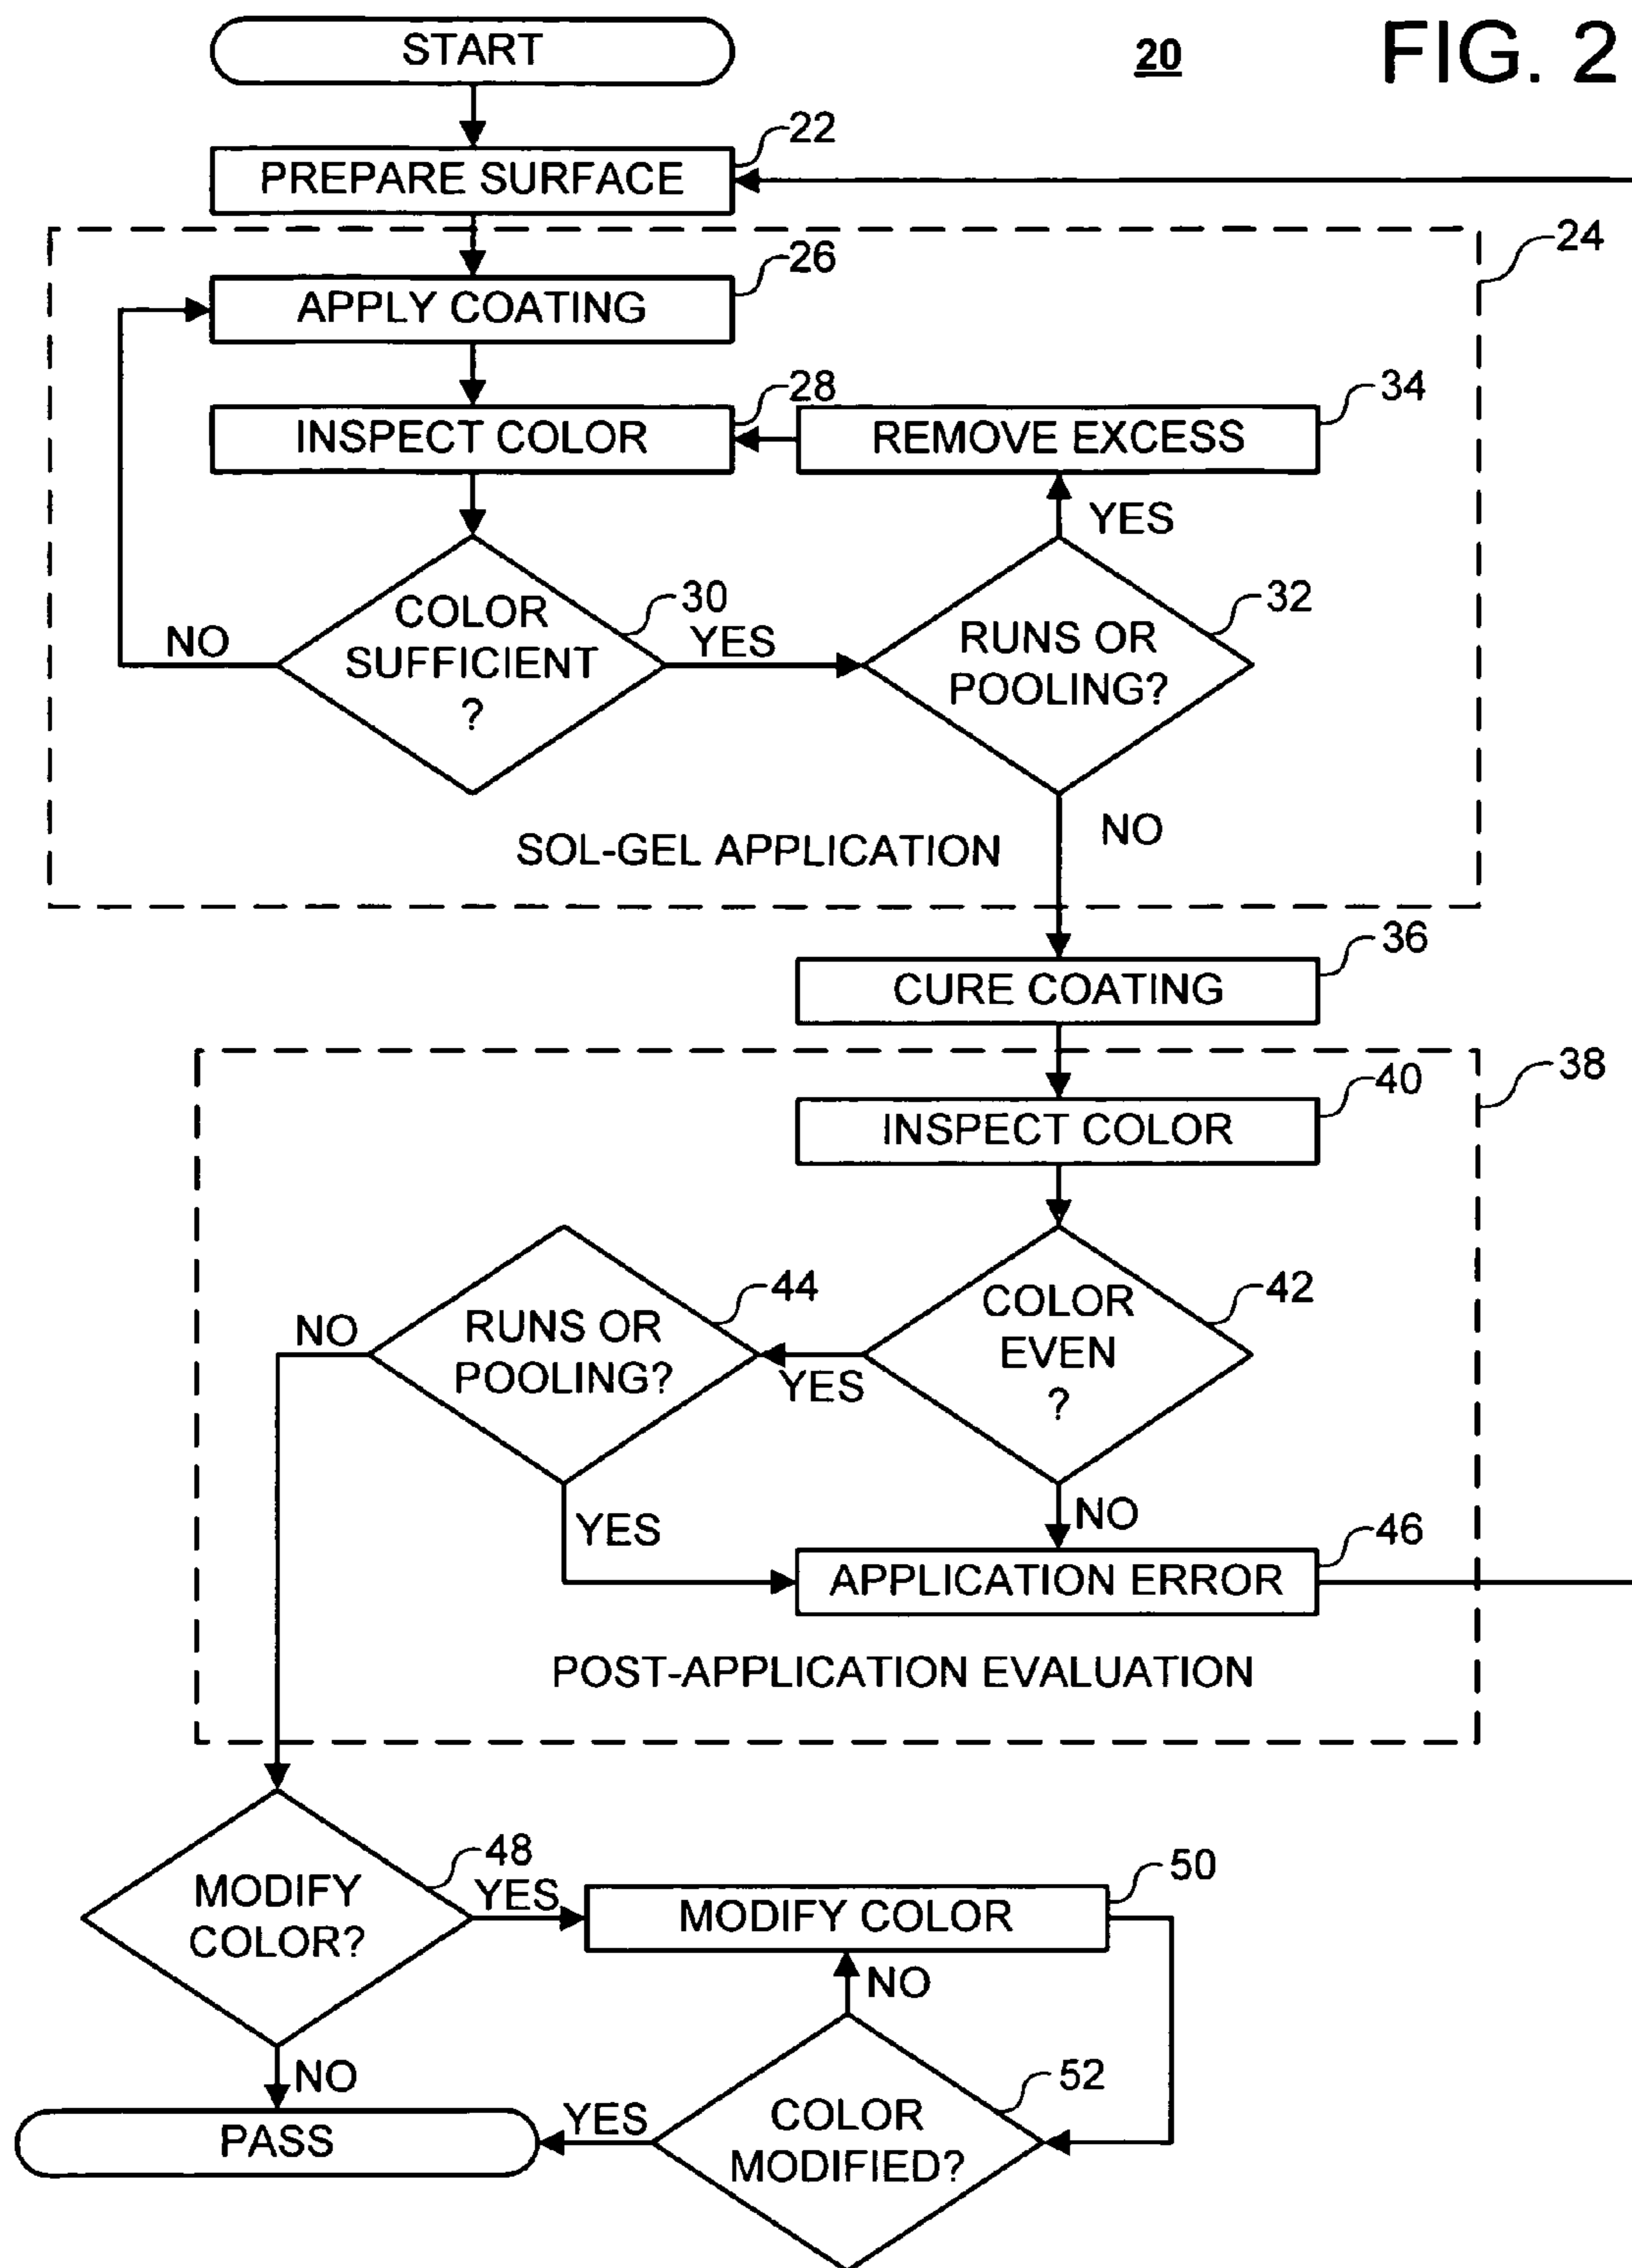 START
20
FIG. 2
22
PREPARE SURFACE
24
26
APPLY COATING
28
INSPECT COLOR
34
REMOVE EXCESS
YES
30
COLOR
SUFFICIENT
?
NO
YES
32
RUNS OR
POOLING?
NO
SOL-GEL APPLICATION
36
CURE COATING
38
40
INSPECT COLOR
42
COLOR
EVEN
?
YES
44
RUNS OR
POOLING?
NO
YES
NO
46
APPLICATION ERROR
POST-APPLICATION EVALUATION
48
MODIFY
COLOR?
YES
50
MODIFY COLOR
NO
NO
52
COLOR
MODIFIED?
YES
PASS